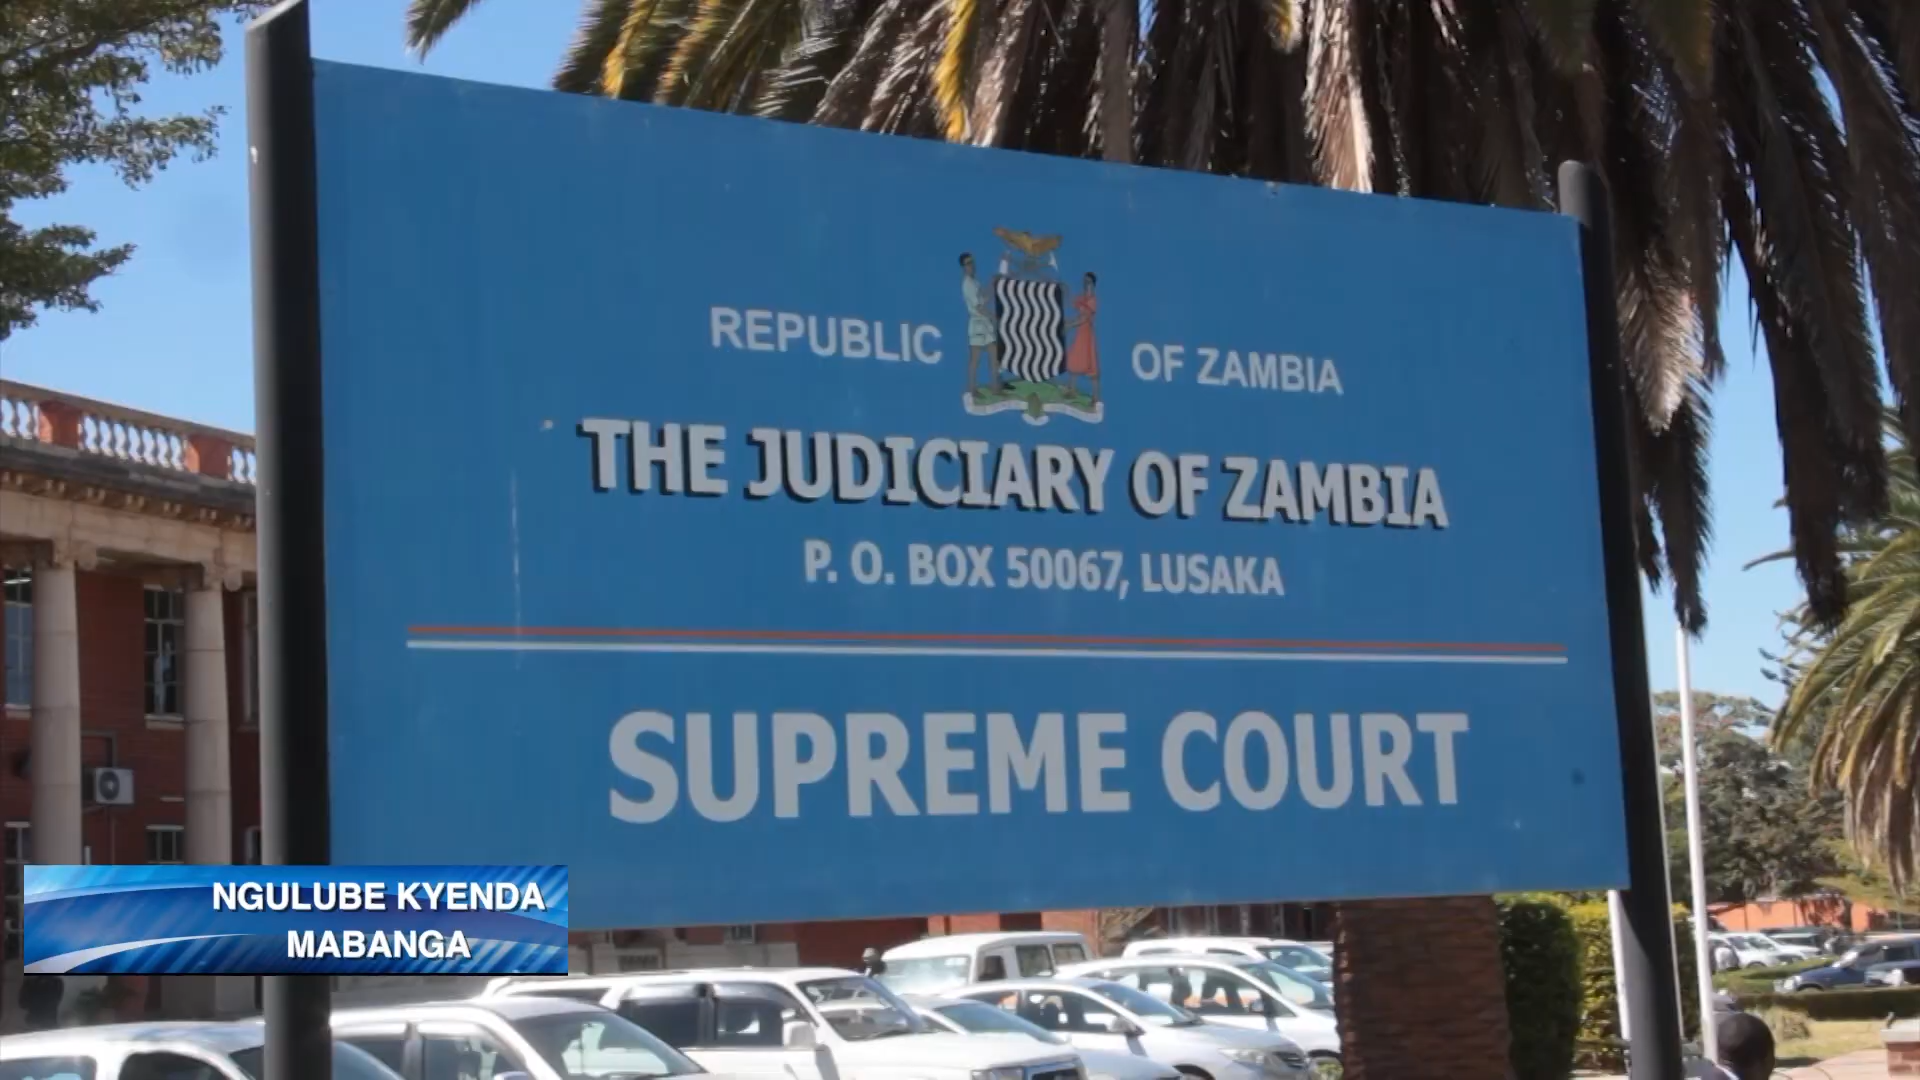 REPUBLIC OF ZAMBIA
THE JUDICIARY OF ZAMBIA
P. O. BOX 50067, LUSAKA
SUPREME COURT
NGULUBE KYENDA
MABANGA